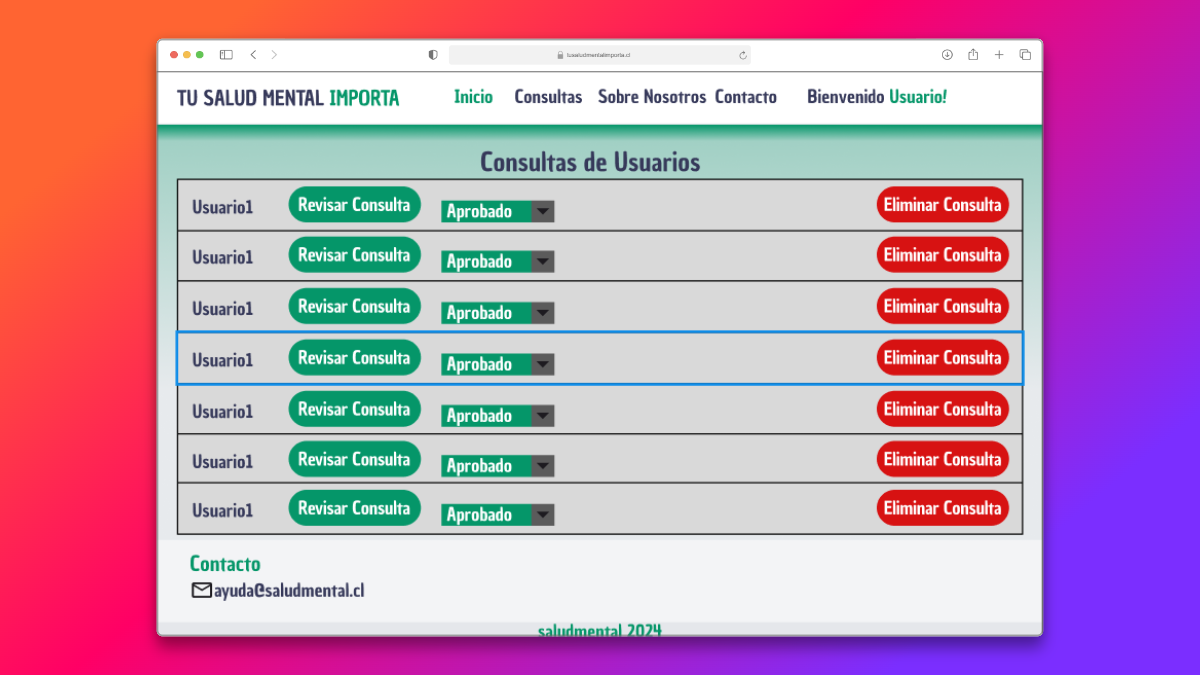 tusaludmentalimporta.cl
TU SALUD MENTAL IMPORTA Inicio Consultas Sobre Nosotros Contacto Bienvenido Usuario!
Consultas de Usuarios
Usuario1 Revisar Consulta Aprobado Eliminar Consulta
Usuario1 Revisar Consulta Aprobado Eliminar Consulta
Usuario1 Revisar Consulta Aprobado Eliminar Consulta
Usuario1 Revisar Consulta Aprobado Eliminar Consulta
Usuario1 Revisar Consulta Aprobado Eliminar Consulta
Usuario1 Revisar Consulta Aprobado Eliminar Consulta
Usuario1 Revisar Consulta Aprobado Eliminar Consulta
Contacto
ayuda@saludmental.cl
saludmental 2024